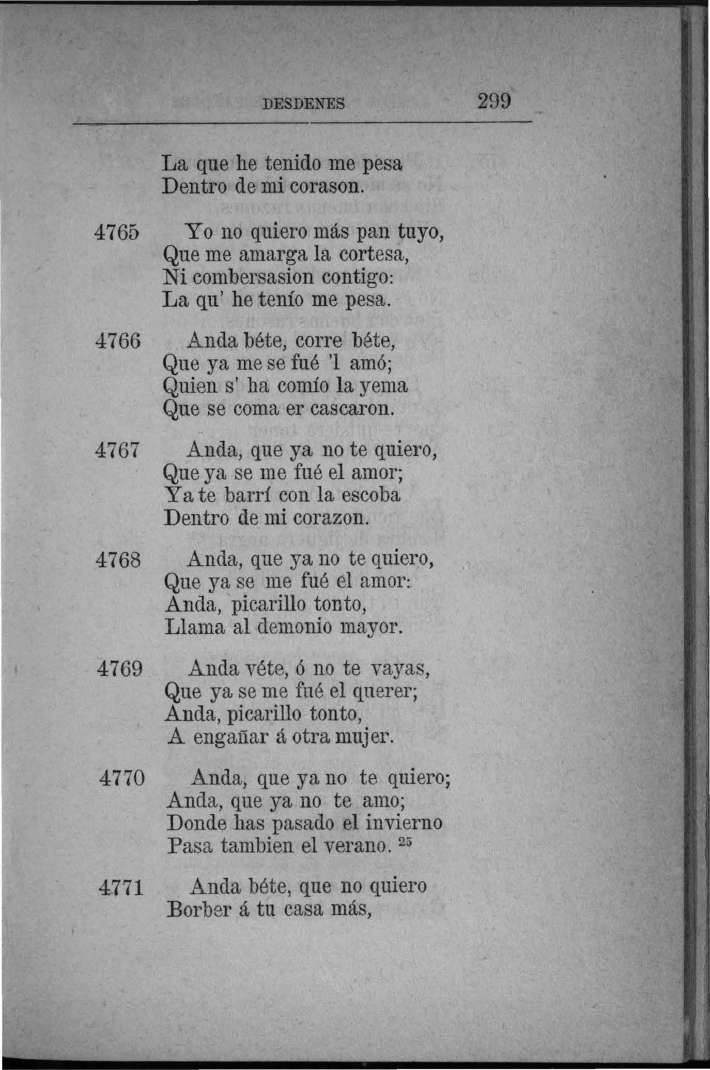 DESDENES 299
La que he tenido me pesa
Dentro de mi corason.
4765 Yo no quiero más pan tuyo,
Que me amarga la cortesa,
Ni combersasion contigo:
La qu' he tenío me pesa.
4766 Anda béte, corre béte,
Que ya me se fué 'l amó;
Quien s' ha comío la yema
Que se coma er cascaron.
4767 Anda, que ya no te quiero,
Que ya se me fué el amor;
Ya te barrí con la escoba
Dentro de mi corazon.
4768 Anda, que ya no te quiero,
Que ya se me fué el amor:
Anda, picarillo tonto,
Llama al demonio mayor.
4769 Anda véte, ó no te vayas,
Que ya se me fué el querer;
Anda, picarillo tonto,
A engañar á otra mujer.
4770 Anda, que ya no te quiero;
Anda, que ya no te amo;
Donde has pasado el invierno
Pasa tambien el verano. 25
4771 Anda béte, que no quiero
Borber á tu casa más,